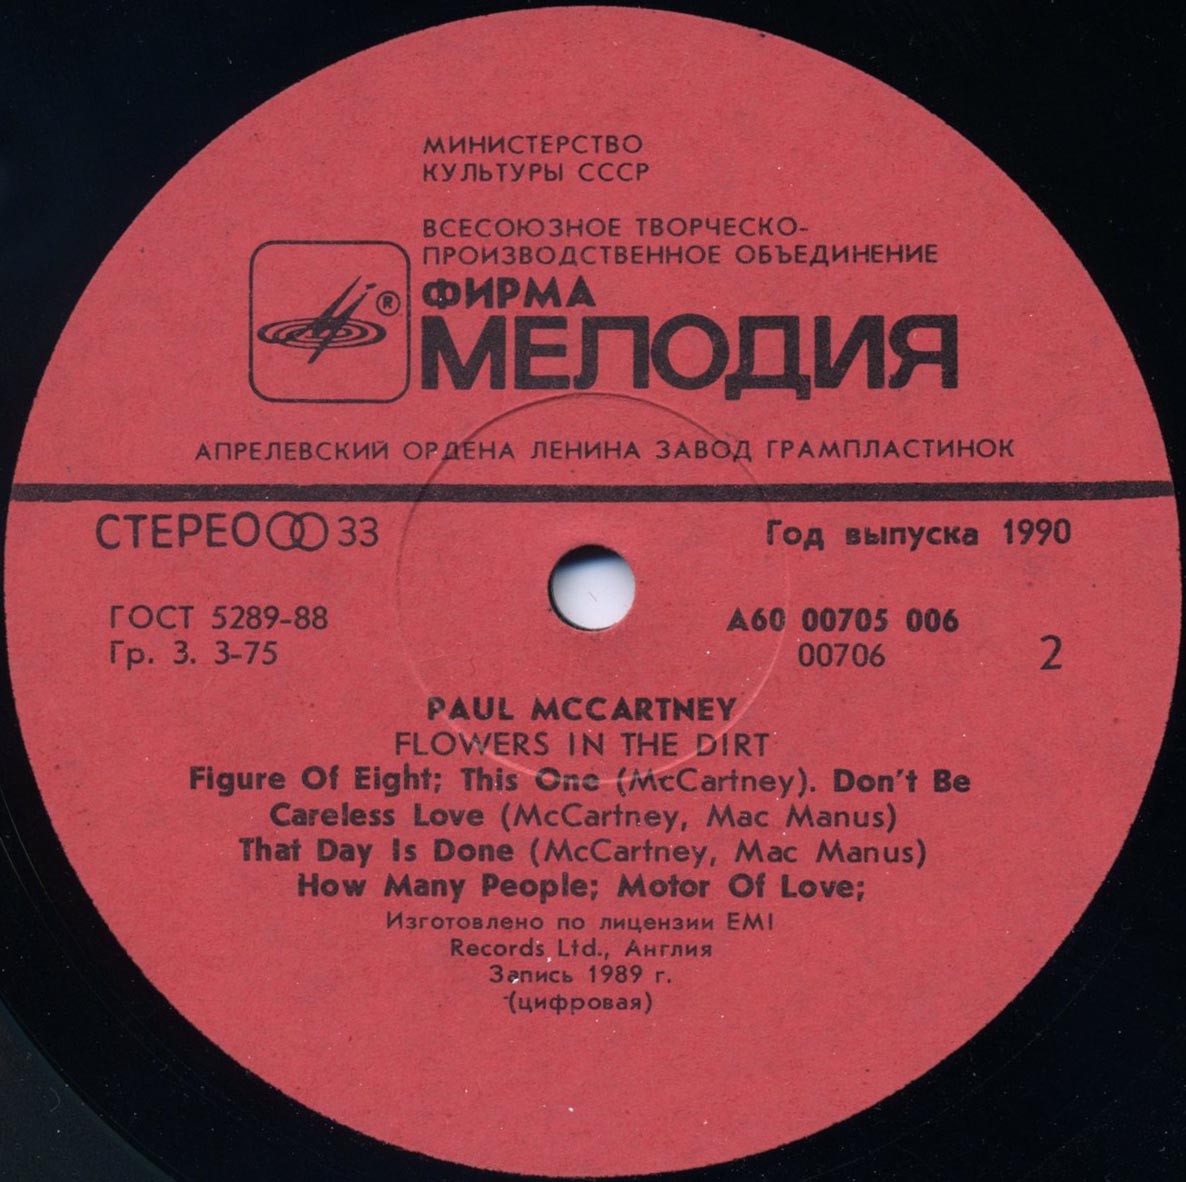 МИНИСТЕРСТВО
КУЛЬТУРЫ СССР
ВСЕСОЮЗНОЕ ТВОРЧЕСКО-
ПРОИЗВОДСТВЕННОЕ ОБЪЕДИНЕНИЕ
ФИРМА
®
МЕЛОДИЯ
АПРЕЛЕВСКИЙ ОРДЕНА ЛЕНИНА ЗАВОД ГРАМПЛАСТИНОК
СТЕРЕО 33
Год выпуска 1990
ГОСТ 5289-88
Гр. 3. 3-75
А60 00705 006
00706
2
PAUL MCCARTNEY
FLOWERS IN THE DIRT
Figure Of Eight; This One (McCartney). Don't Be
Careless Love (McCartney, Mac Manus)
That Day Is Done (McCartney, Mac Manus)
How Many People; Motor Of Love;
Изготовлено по лицензии EMI
Records Ltd., Англия
Запись 1989 г.
(цифровая)